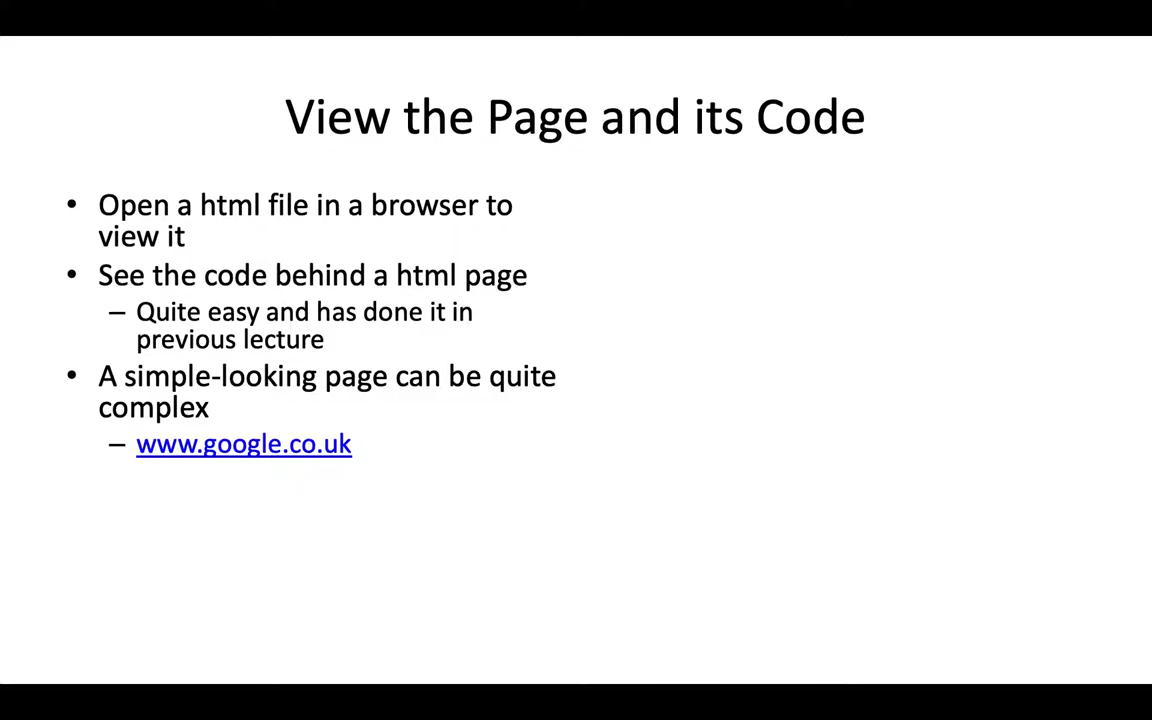 View the Page and its Code
• Open a html file in a browser to
view it
• See the code behind a html page
– Quite easy and has done it in
previous lecture
• A simple-looking page can be quite
complex
– www.google.co.uk